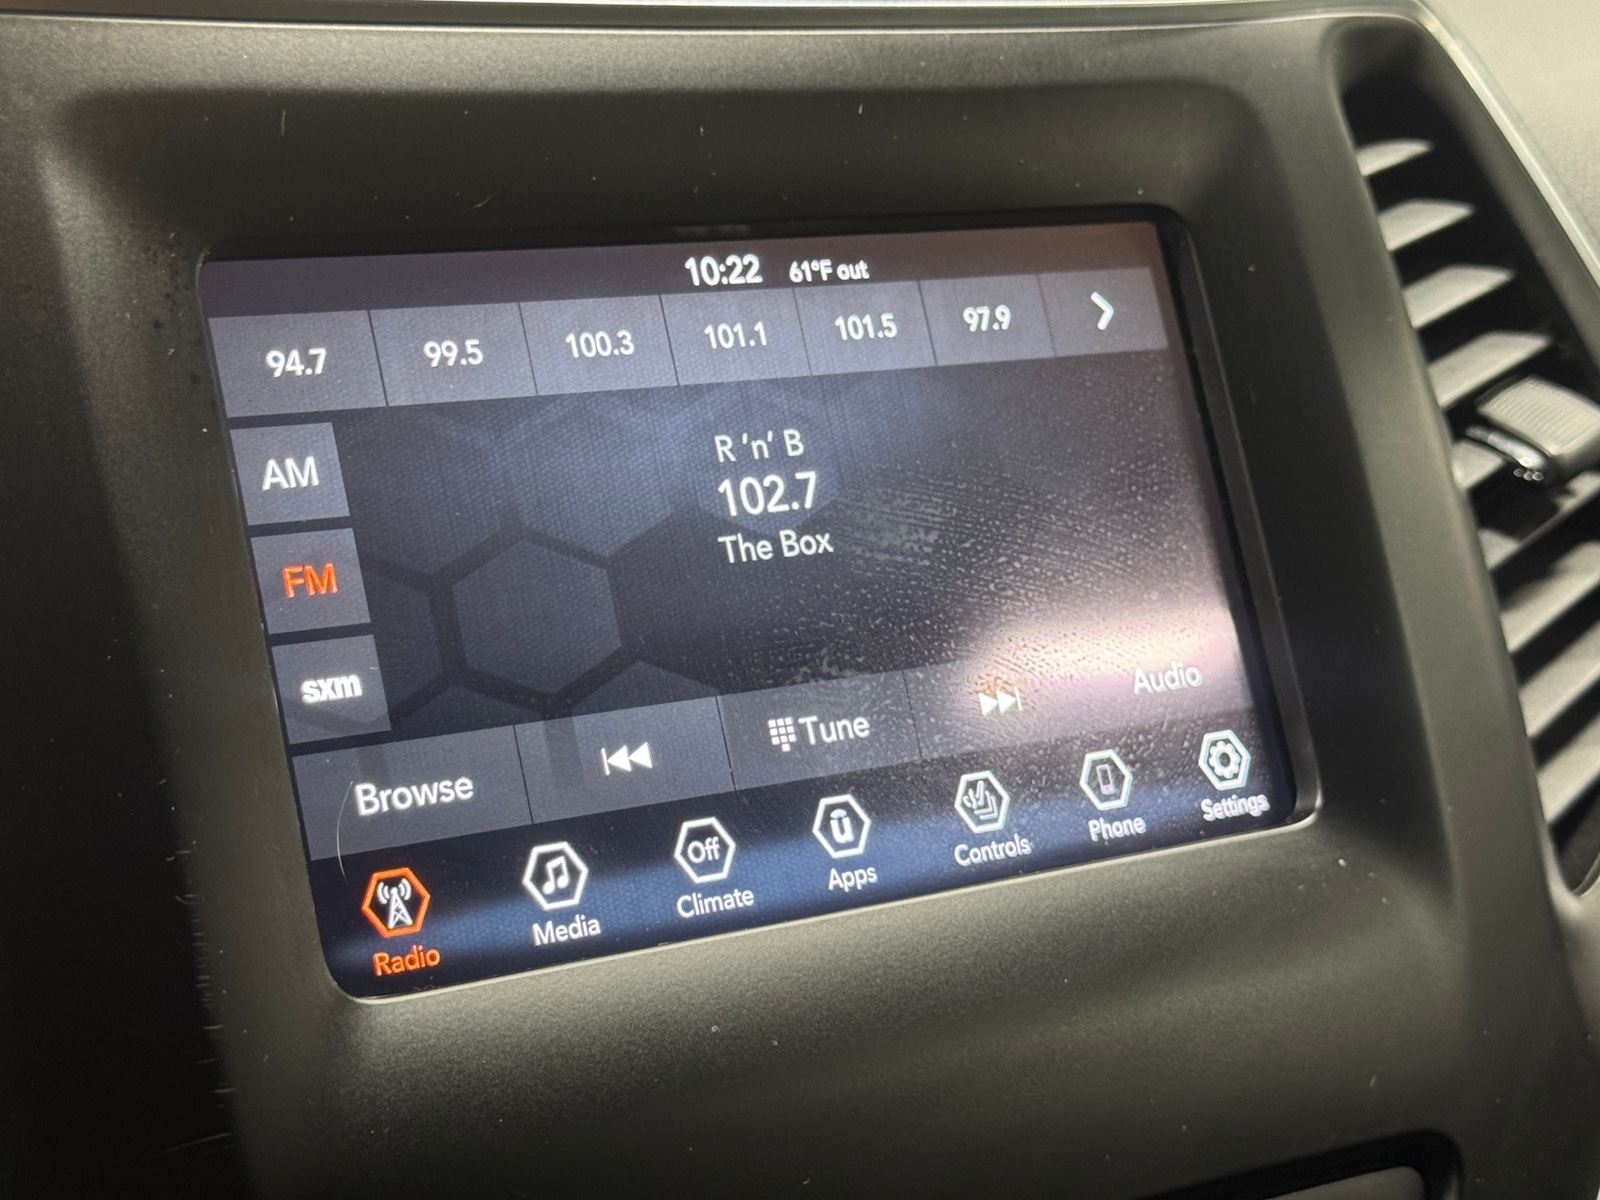 10:22 61°F out
94.7 99.5 100.3 101.1 101.5 97.9
AM
FM
sxm
R 'n' B
102.7
The Box
Browse Tune Audio
Off
ū
Radio Media Climate Apps Controls Phone Settings